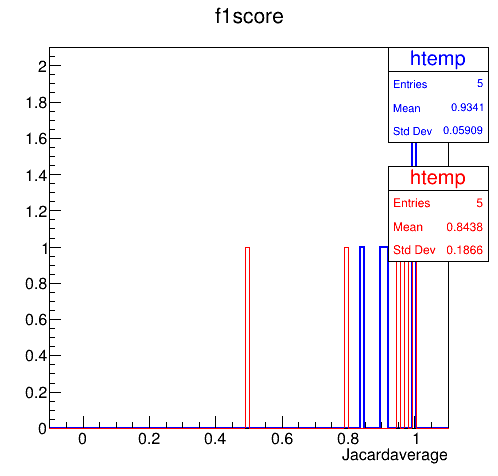 f1score
htemp
Entries 5
Mean 0.9341
Std Dev 0.05909
htemp
Entries 5
Mean 0.8438
Std Dev 0.1866
2
1.8
1.6
1.4
1.2
1
0.8
0.6
0.4
0.2
0
0 0.2 0.4 0.6 0.8 1
Jacardaverage